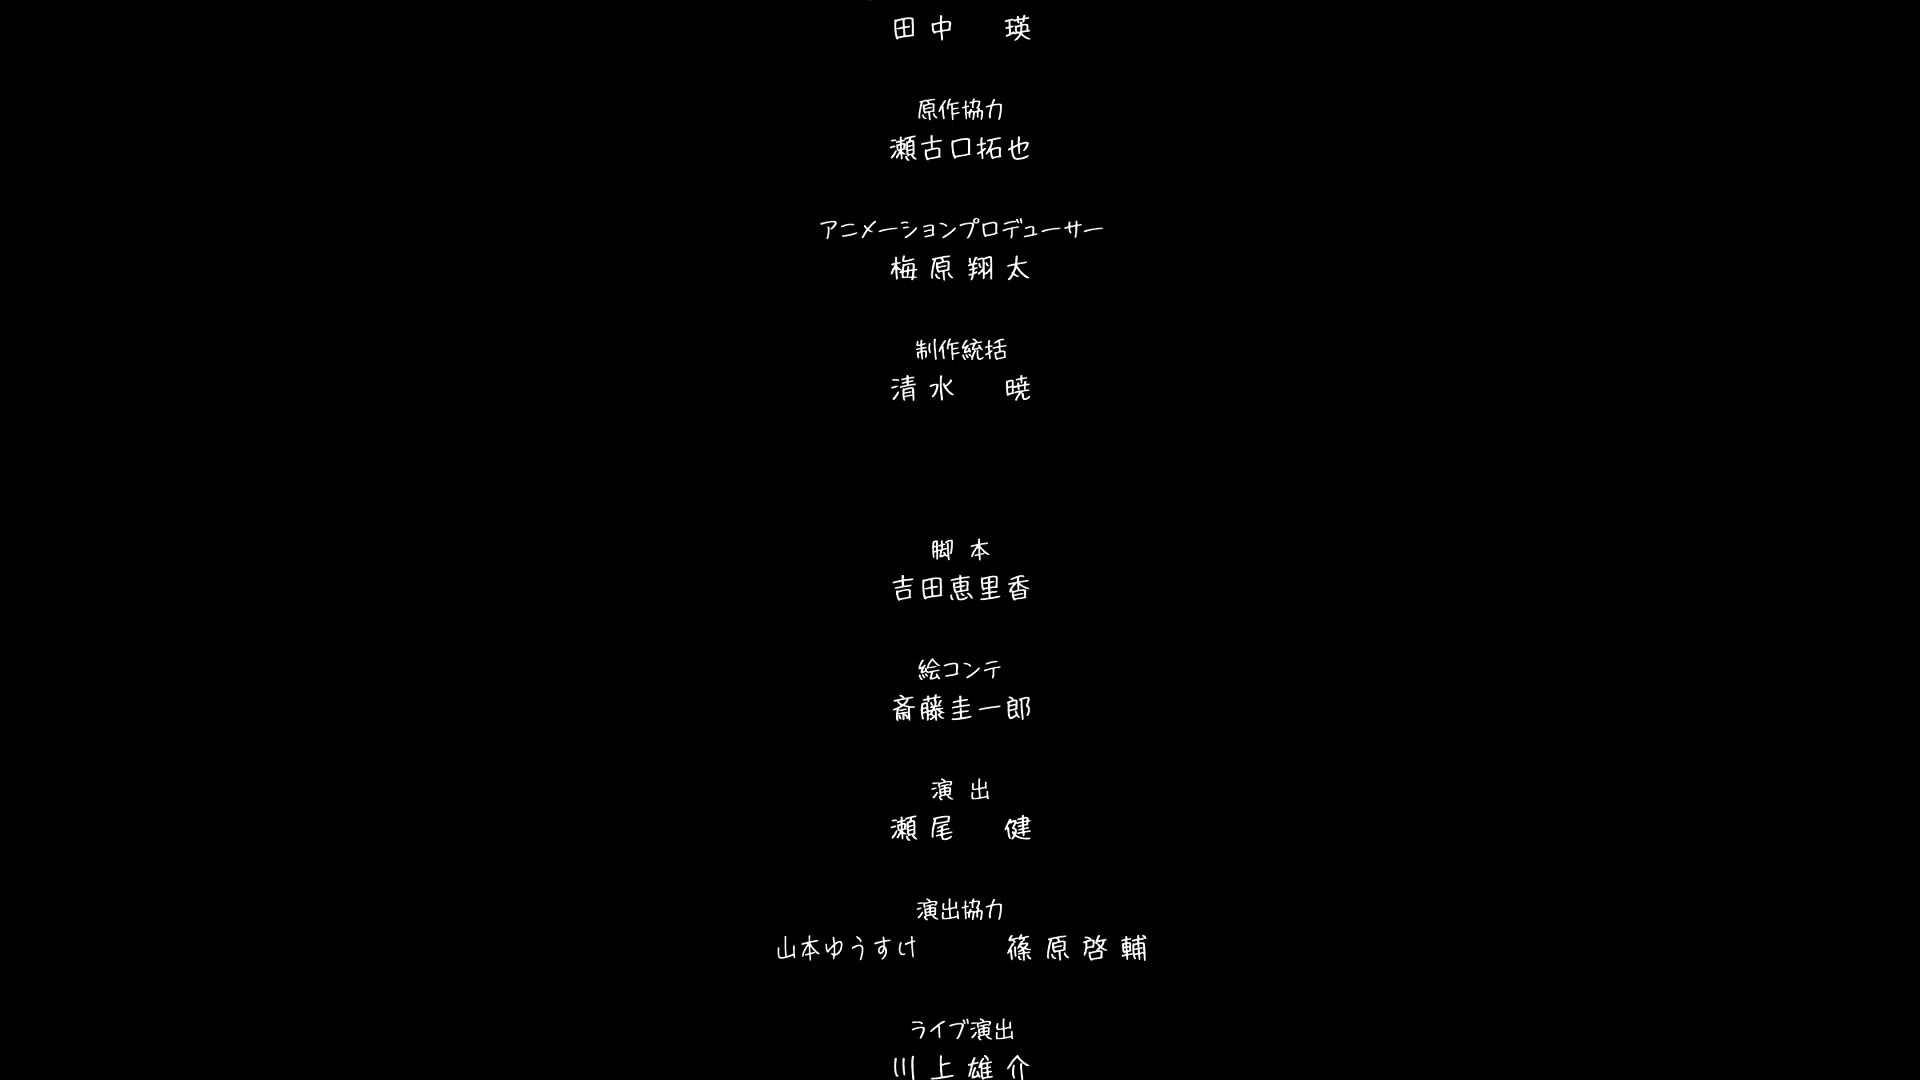 田中 瑛
原作協力
瀬古口拓也
アニメーションプロデューサー
梅原翔太
制作統括
清水 暁
脚本
吉田恵里香
絵コンテ
斎藤圭一郎
演出
瀬尾 健
演出協力
山本ゆうすけ 篠原啓輔
ライブ演出
川上雄介